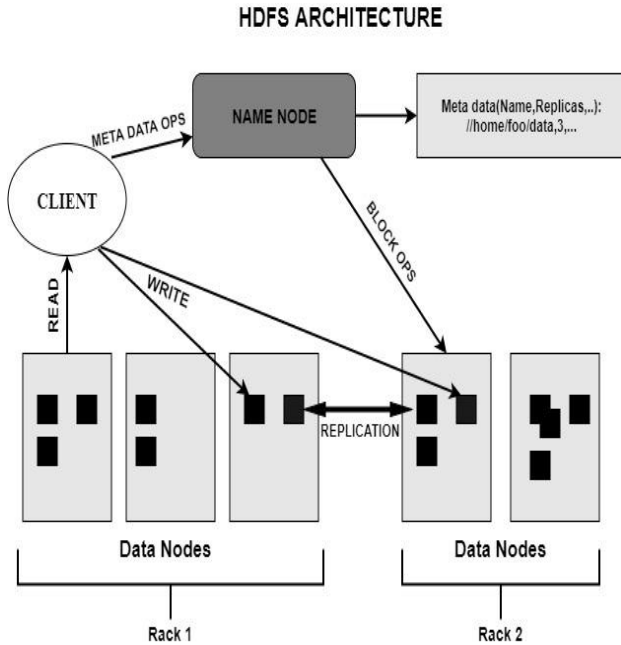 HDFS ARCHITECTURE
NAME NODE
Meta data(Name,Replicas,..):
//home/foo/data,3,...
META DATA OPS
CLIENT
BLOCK OPS
READ
WRITE
REPLICATION
Data Nodes
Data Nodes
Rack 1
Rack 2